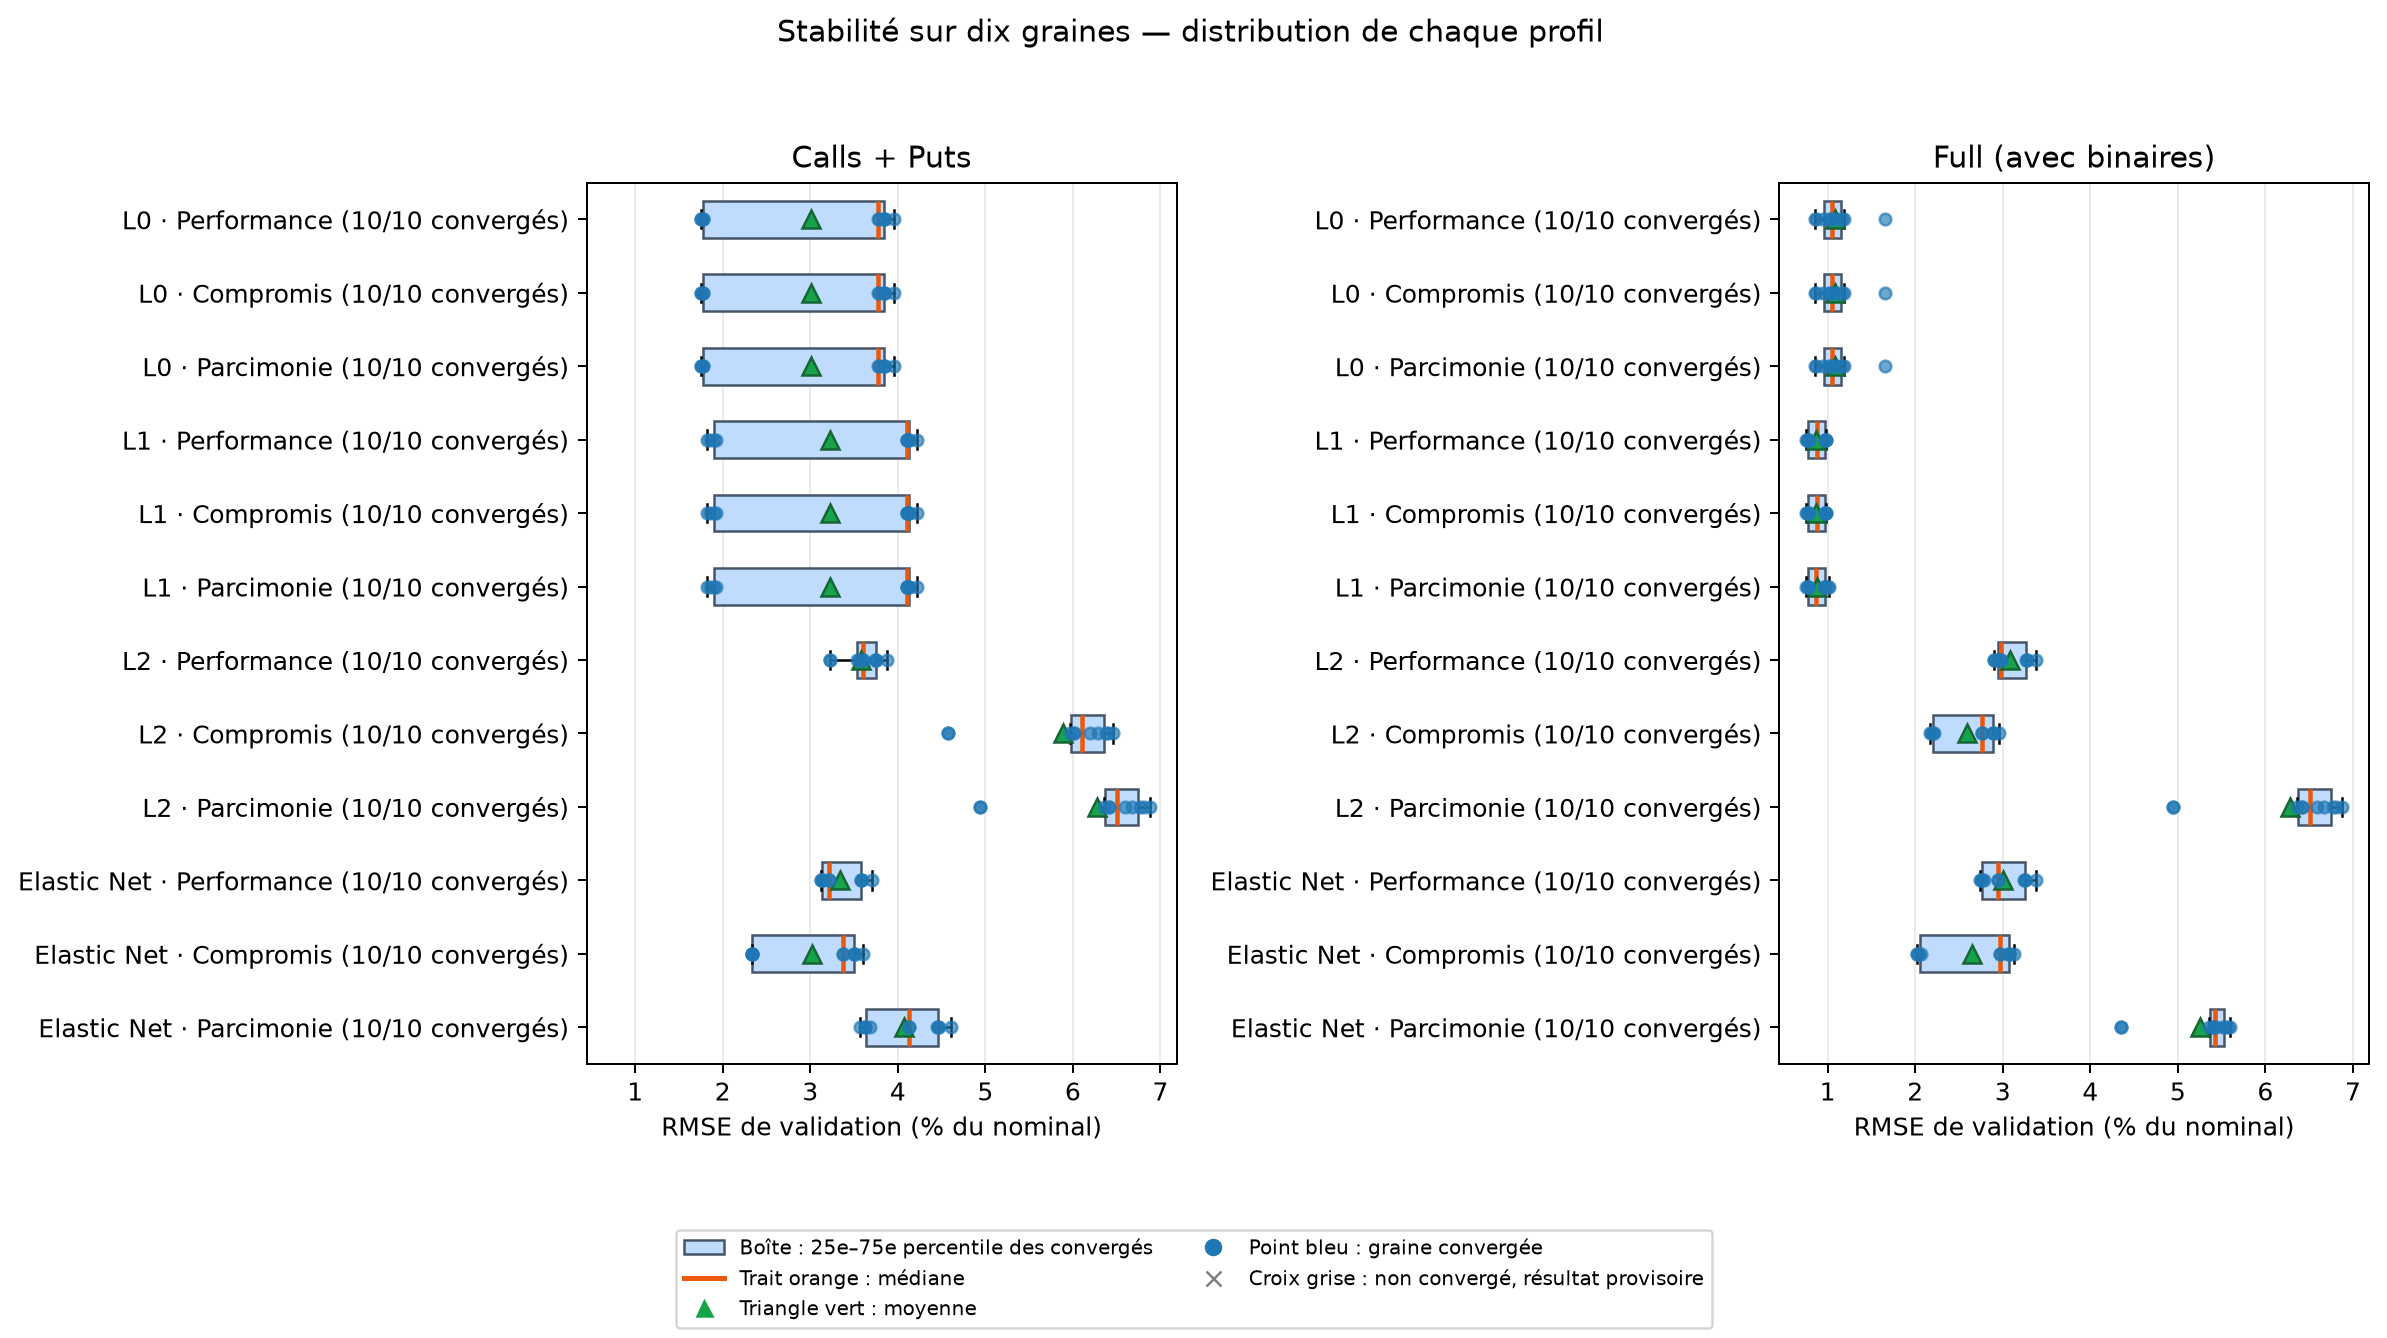 Stabilité sur dix graines — distribution de chaque profil
Calls + Puts
L0 · Performance (10/10 convergés)
L0 · Compromis (10/10 convergés)
L0 · Parcimonie (10/10 convergés)
L1 · Performance (10/10 convergés)
L1 · Compromis (10/10 convergés)
L1 · Parcimonie (10/10 convergés)
L2 · Performance (10/10 convergés)
L2 · Compromis (10/10 convergés)
L2 · Parcimonie (10/10 convergés)
Elastic Net · Performance (10/10 convergés)
Elastic Net · Compromis (10/10 convergés)
Elastic Net · Parcimonie (10/10 convergés)
1 2 3 4 5 6 7
RMSE de validation (% du nominal)
Full (avec binaires)
L0 · Performance (10/10 convergés)
L0 · Compromis (10/10 convergés)
L0 · Parcimonie (10/10 convergés)
L1 · Performance (10/10 convergés)
L1 · Compromis (10/10 convergés)
L1 · Parcimonie (10/10 convergés)
L2 · Performance (10/10 convergés)
L2 · Compromis (10/10 convergés)
L2 · Parcimonie (10/10 convergés)
Elastic Net · Performance (10/10 convergés)
Elastic Net · Compromis (10/10 convergés)
Elastic Net · Parcimonie (10/10 convergés)
1 2 3 4 5 6 7
RMSE de validation (% du nominal)
Boîte : 25e–75e percentile des convergés
Trait orange : médiane
Triangle vert : moyenne
Point bleu : graine convergée
Croix grise : non convergé, résultat provisoire